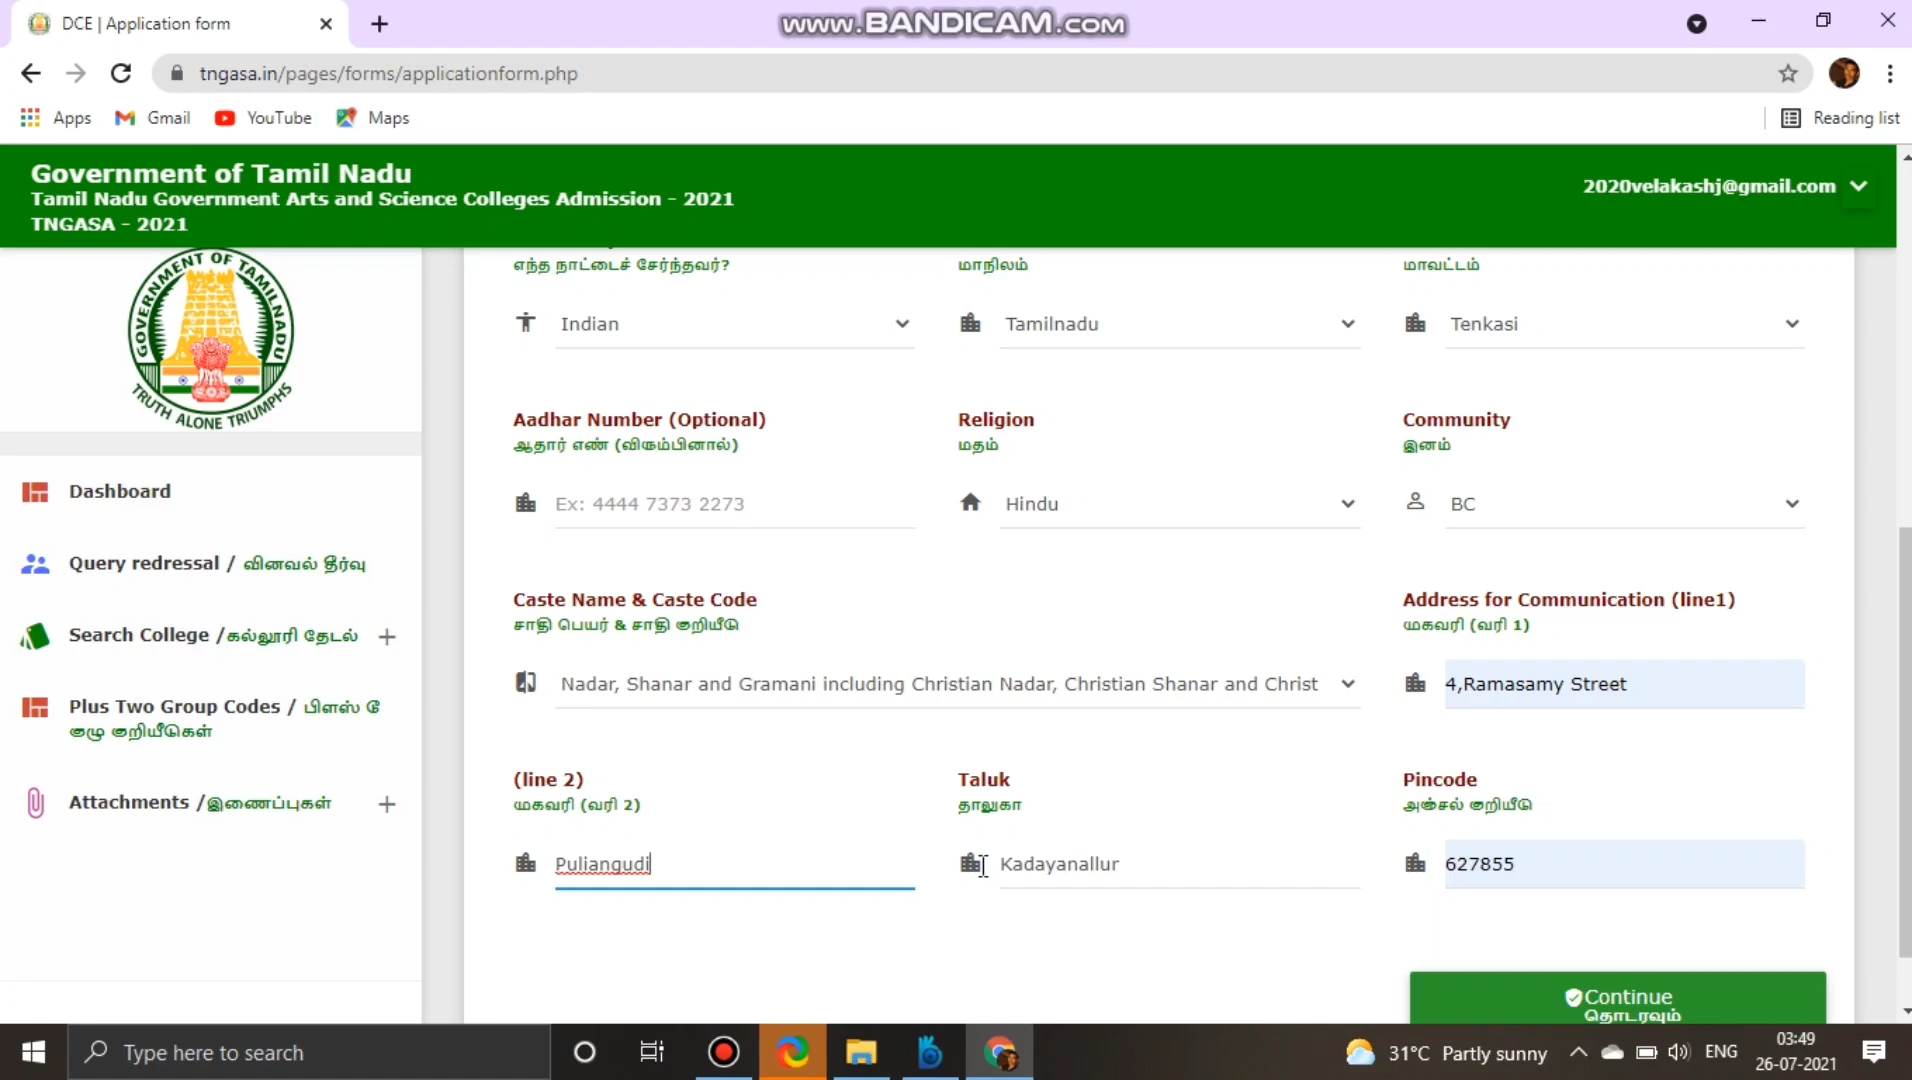 DCE | Application form
www.BANDICAM.com
tngasa.in/pages/forms/applicationform.php
Apps
Gmail
YouTube
Maps
Reading list
Government of Tamil Nadu
Tamil Nadu Government Arts and Science Colleges Admission - 2021
TNGASA - 2021
2020velakashj@gmail.com
GOVERNMENT OF TAMILNADU
TRUTH ALONE TRIUMPHS
Dashboard
Query redressal / வினவல் தீர்வு
Search College /கல்லூரி தேடல்
Plus Two Group Codes / பிளஸ் டூ
குழு குறியீடுகள்
Attachments /இணைப்புகள்
எந்த நாட்டைச் சேர்ந்தவர்?
மாநிலம்
மாவட்டம்
Indian
Tamilnadu
Tenkasi
Aadhar Number (Optional)
Religion
Community
ஆதார் எண் (விரும்பினால்)
மதம்
இனம்
Ex: 4444 7373 2273
Hindu
BC
Caste Name & Caste Code
Address for Communication (line1)
சாதி பெயர் & சாதி குறியீடு
முகவரி (வரி 1)
Nadar, Shanar and Gramani including Christian Nadar, Christian Shanar and Christ
4,Ramasamy Street
(line 2)
Taluk
Pincode
முகவரி (வரி 2)
தாலுகா
அஞ்சல் குறியீடு
Puliangudi
Kadayanallur
627855
Continue
தொடரவும்
Type here to search
31°C Partly sunny
ENG
03:49
26-07-2021